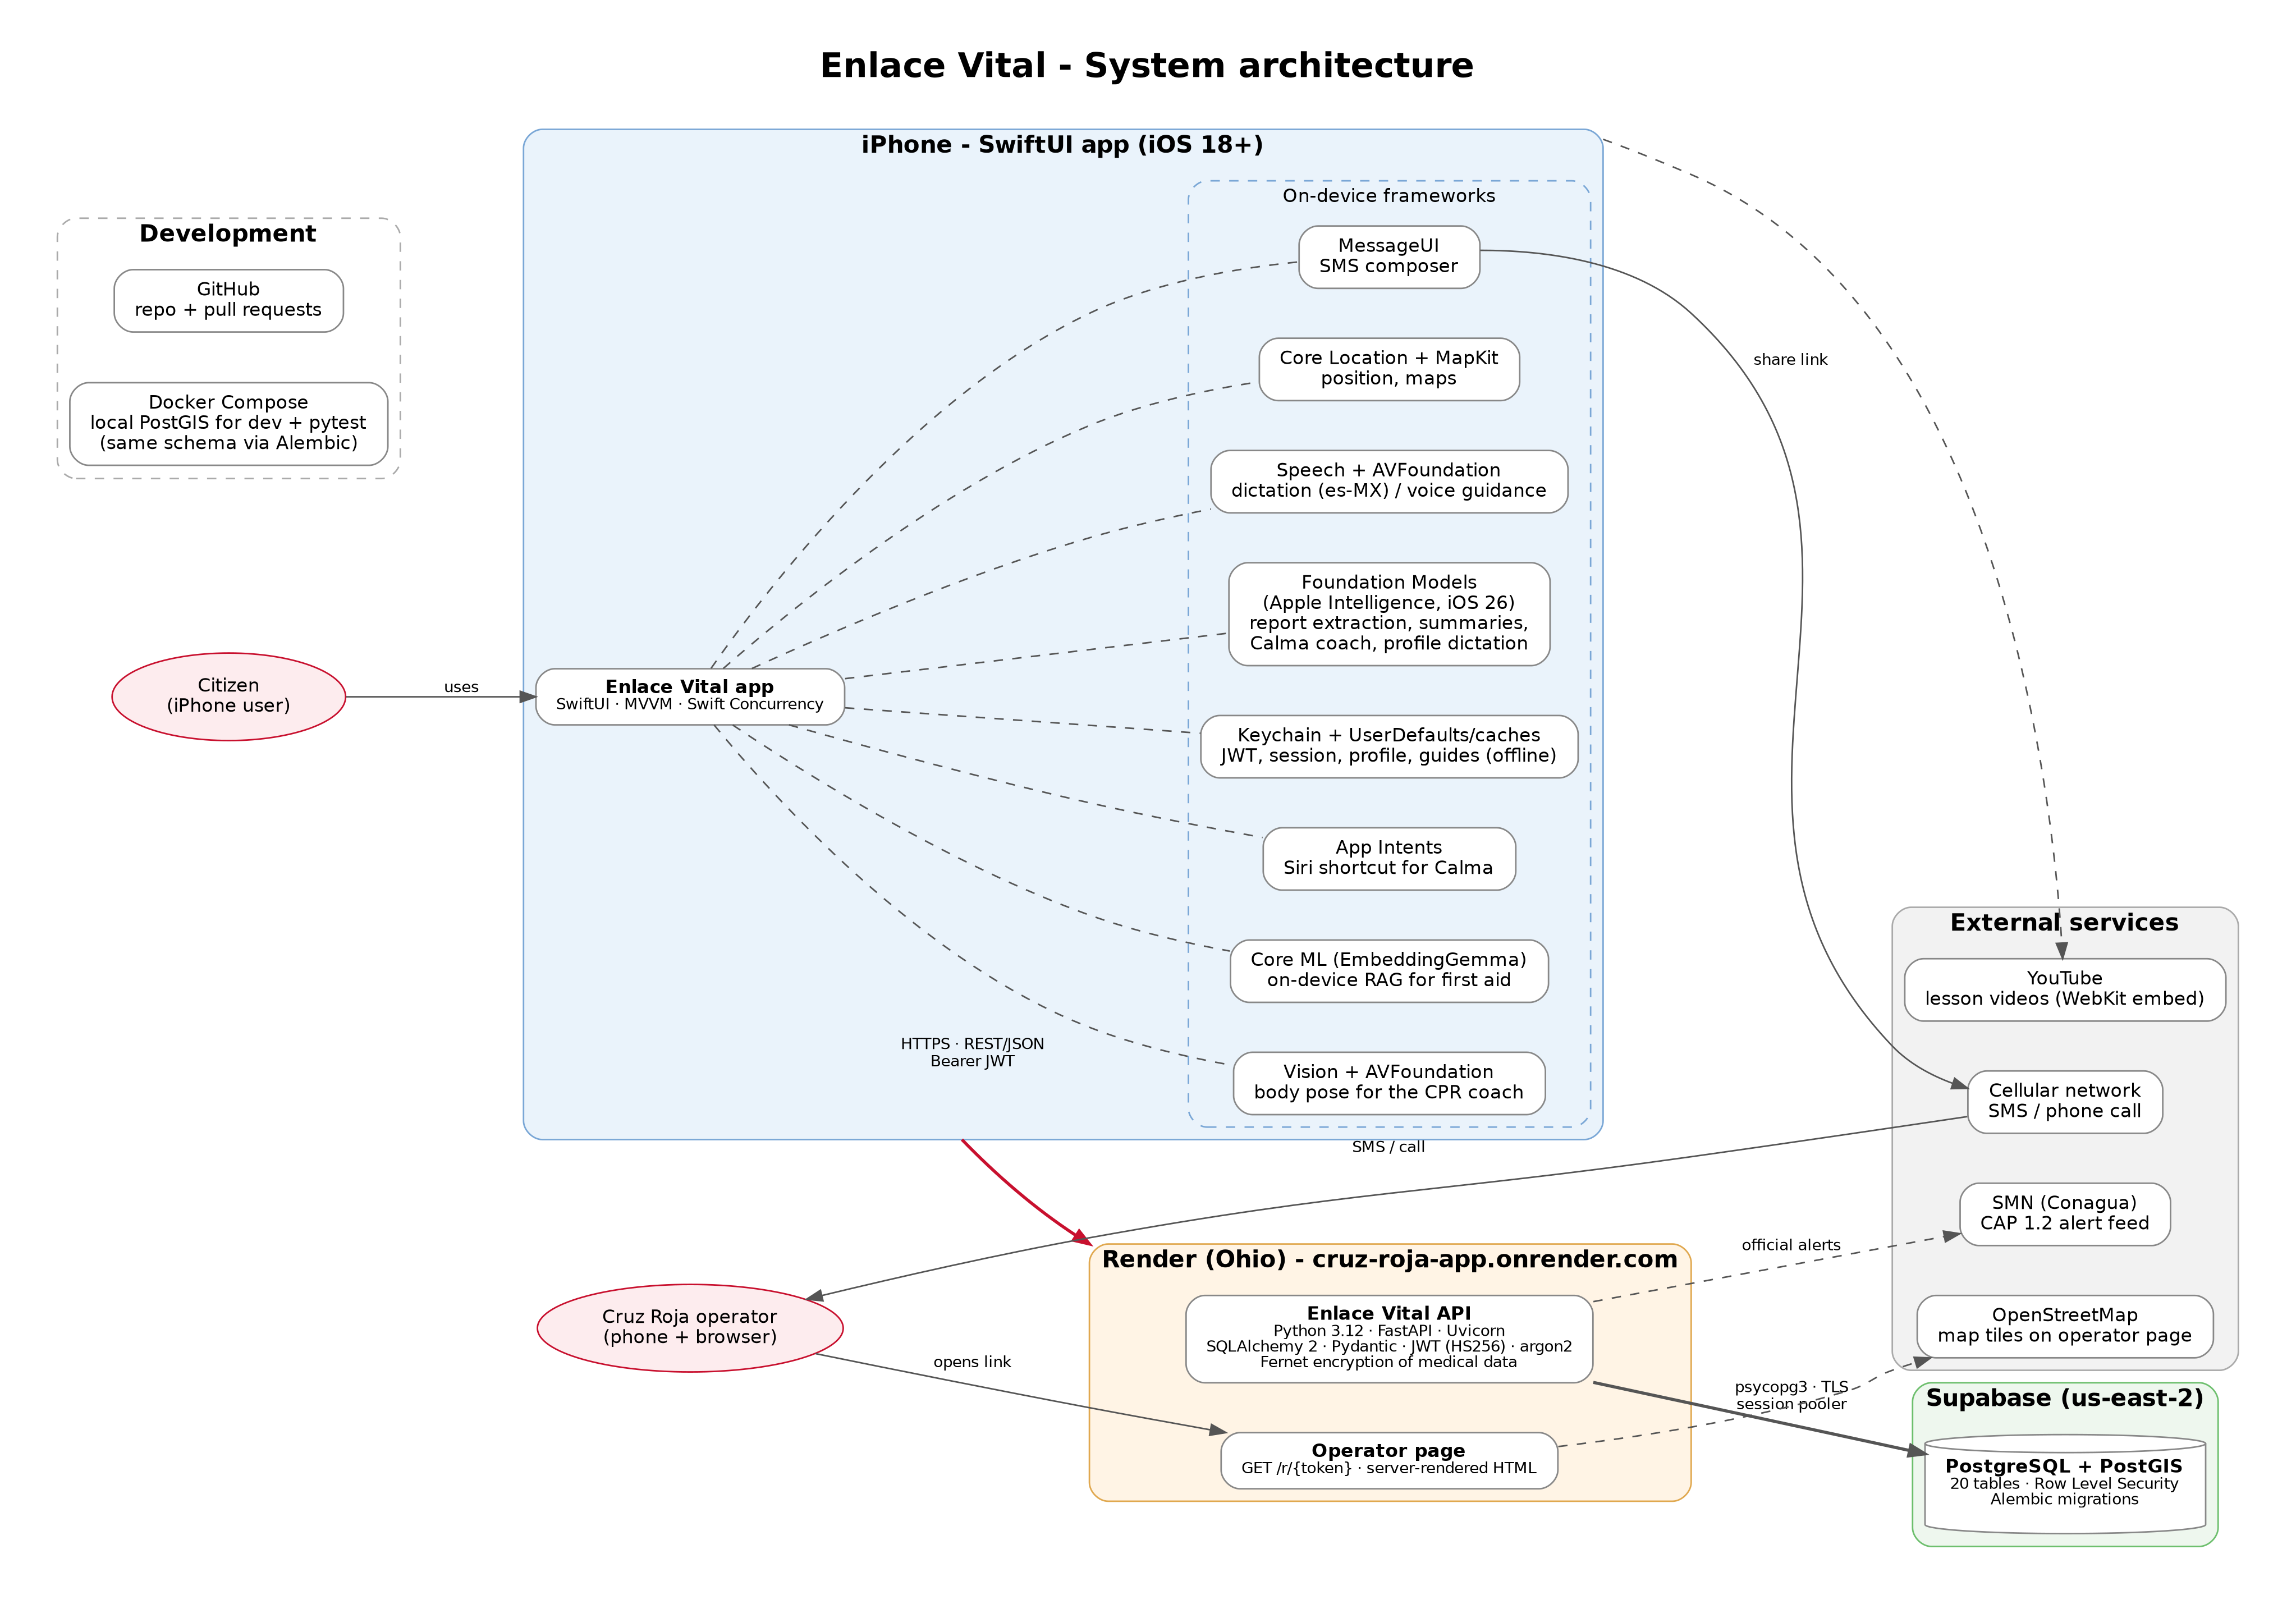 Enlace Vital - System architecture
iPhone - SwiftUI app (iOS 18+)
On-device frameworks
MessageUI
SMS composer
Core Location + MapKit
position, maps
Speech + AVFoundation
dictation (es-MX) / voice guidance
Foundation Models
(Apple Intelligence, iOS 26)
report extraction, summaries,
Calma coach, profile dictation
Keychain + UserDefaults/caches
JWT, session, profile, guides (offline)
App Intents
Siri shortcut for Calma
Core ML (EmbeddingGemma)
on-device RAG for first aid
Vision + AVFoundation
body pose for the CPR coach
Development
GitHub
repo + pull requests
Docker Compose
local PostGIS for dev + pytest
(same schema via Alembic)
Citizen
(iPhone user)
uses
Enlace Vital app
SwiftUI · MVVM · Swift Concurrency
HTTPS · REST/JSON
Bearer JWT
share link
SMS / call
External services
YouTube
lesson videos (WebKit embed)
Cellular network
SMS / phone call
SMN (Conagua)
CAP 1.2 alert feed
OpenStreetMap
map tiles on operator page
official alerts
Cruz Roja operator
(phone + browser)
opens link
Render (Ohio) - cruz-roja-app.onrender.com
Enlace Vital API
Python 3.12 · FastAPI · Uvicorn
SQLAlchemy 2 · Pydantic · JWT (HS256) · argon2
Fernet encryption of medical data
Operator page
GET /r/{token} · server-rendered HTML
psycopg3 · TLS
session pooler
Supabase (us-east-2)
PostgreSQL + PostGIS
20 tables · Row Level Security
Alembic migrations